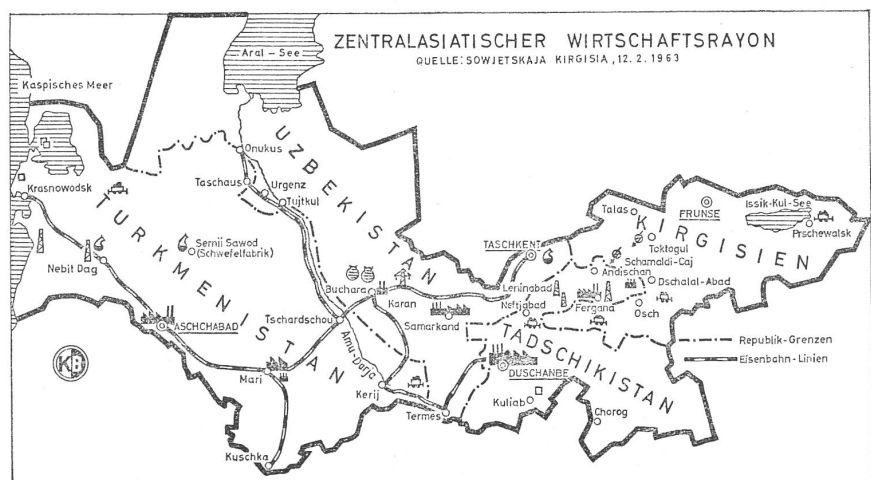 ZENTRALASIATISCHER WIRTSCHAFTSRAYON
QUELLE: SOWJETSKAJA KIRGISIA, 12.2.1963
Aral-See
Kaspisches Meer
UZBEKISTAN
Onukus
Taschaus
Urgenz
Tujtkul
Krasnowodsk
TURKMENISTAN
Sernii Sawod
(Schwefelfabrik)
Nebit Dag
Talas
FRUNSE
Issik-Kul-See
Prschewalsk
KIRGISIEN
Toktogul
Schamaldi-Caj
TASCHKENT
Andischan
Dschalal-Abad
Buchara
Karan
Leninabad
Neftjabad
Fergana
Osch
Tschardschou
Samarkand
ASCHCHABAD
TADSCHIKISTAN
Republik-Grenzen
Eisenbahn-Linien
Amu-Darja
DUSCHANBE
KB
Mari
Kerij
Kuliab
Termes
Chorog
Kuschka